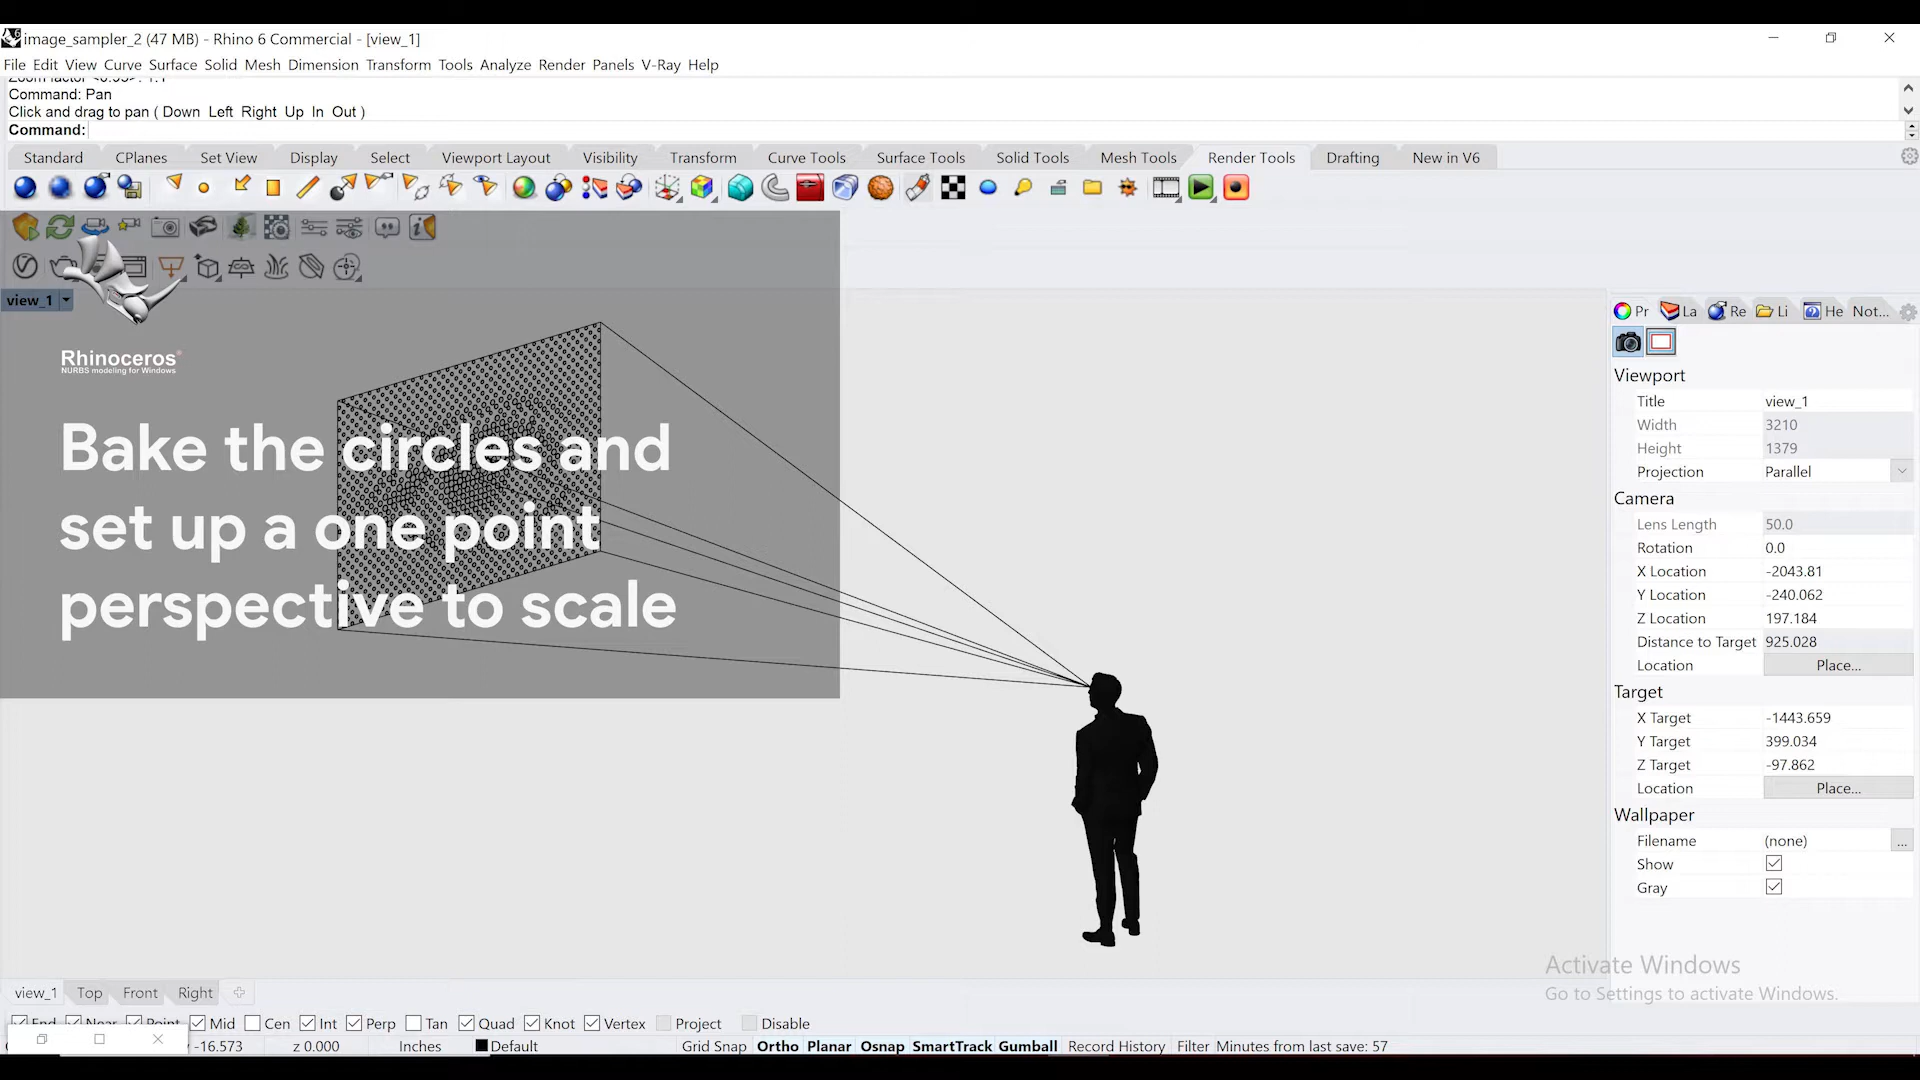 image_sampler_2 (47 MB) - Rhino 6 Commercial - [view_1]
File Edit View Curve Surface Solid Mesh Dimension Transform Tools Analyze Render Panels V-Ray Help
Command: Pan
Click and drag to pan ( Down Left Right Up In Out )
Command:
Standard CPlanes Set View Display Select Viewport Layout Visibility Transform Curve Tools Surface Tools Solid Tools Mesh Tools Render Tools Drafting New in V6
view_1
Rhinoceros
NURBS modeling for Windows
Bake the circles and
set up a one point
perspective to scale
Pr La Re Li He Not...
Viewport
Title view_1
Width 3210
Height 1379
Projection Parallel
Camera
Lens Length 50.0
Rotation 0.0
X Location -2043.81
Y Location -240.062
Z Location 197.184
Distance to Target 925.028
Location Place...
Target
X Target -1443.659
Y Target 399.034
Z Target -97.862
Location Place...
Wallpaper
Filename (none) ...
Show
Gray
Activate Windows
Go to Settings to activate Windows.
view_1 Top Front Right
End Near Point Mid Cen Int Perp Tan Quad Knot Vertex Project Disable
-16.573 z 0.000 Inches Default Grid Snap Ortho Planar Osnap SmartTrack Gumball Record History Filter Minutes from last save: 57